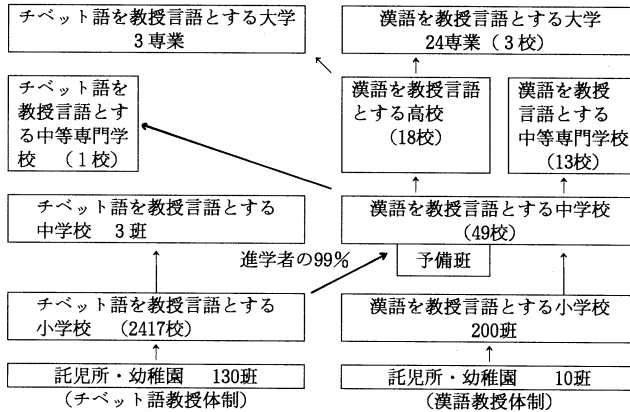 チベット語を教授言語とする大学
3専業
漢語を教授言語とする大学
24専業(3校)
チベット語を
教授言語とす
る中等専門学
校 (1校)
漢語を教授言語
とする高校
(18校)
漢語を教授
言語とする
中等専門学校
(13校)
チベット語を教授言語とする
中学校 3班
漢語を教授言語とする中学校
(49校)
進学者の99%
予備班
チベット語を教授言語とする
小学校 (2417校)
漢語を教授言語とする小学校
200班
託児所・幼稚園 130班
託児所・幼稚園 10班
(チベット語教授体制)
(漢語教授体制)